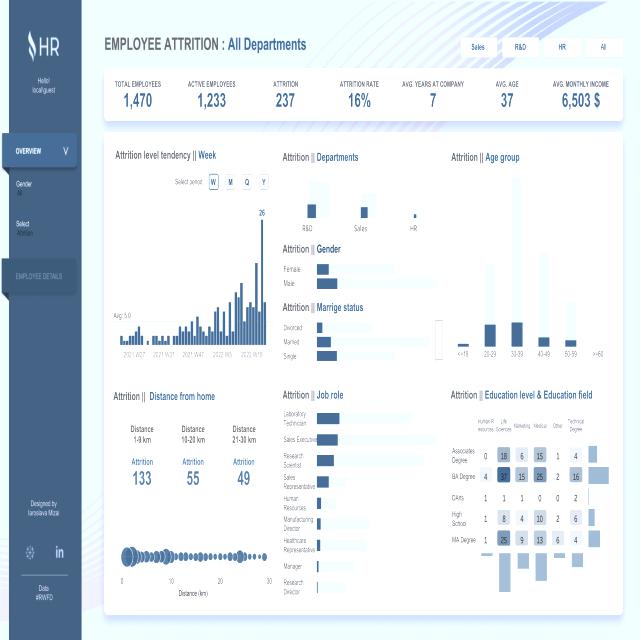 HR
Hello!
localguest
OVERVIEW
Gender
All
Select
Attrition
EMPLOYEE DETAILS
Designed by
Iaroslava Mizai
in
Data
#RWFD
EMPLOYEE ATTRITION : All Departments
Sales R&D HR All
TOTAL EMPLOYEES ACTIVE EMPLOYEES ATTRITION ATTRITION RATE AVG. YEARS AT COMPANY AVG. AGE AVG. MONTHLY INCOME
1,470 1,233 237 16% 7 37 6,503 $
Attrition level tendency || Week
Select period W M Q Y
26
Avg: 5.0
2021 W27 2021 W47 2022 W5
Attrition || Departments
R&D Sales HR
Attrition || Gender
Female
Male
Attrition || Marrige status
Divorced
Married
Single
Attrition || Age group
<=19 20-29 30-39 40-49 50-59 >=60
Attrition || Distance from home
Distance Distance Distance
1-9 km 10-20 km 21-30 km
Attrition Attrition Attrition
133 55 49
0 10 20 30
Distance (km)
Attrition || Job role
Laboratory
Technician
Sales Executive
Research
Scientist
Sales
Representative
Human
Resources
Manufacturing
Director
Healthcare
Representative
Manager
Research
Director
Attrition || Education level & Education field
Human R Life Marketing Medical Other Technical
esources Sciences Degree
Associates
Degree 0 18 6 15 1 4
BA Degree 4 37 15 25 2 16
1 1 1 0 0 2
High
School 1 8 4 10 2 6
MA Degree 1 25 9 13 6 4